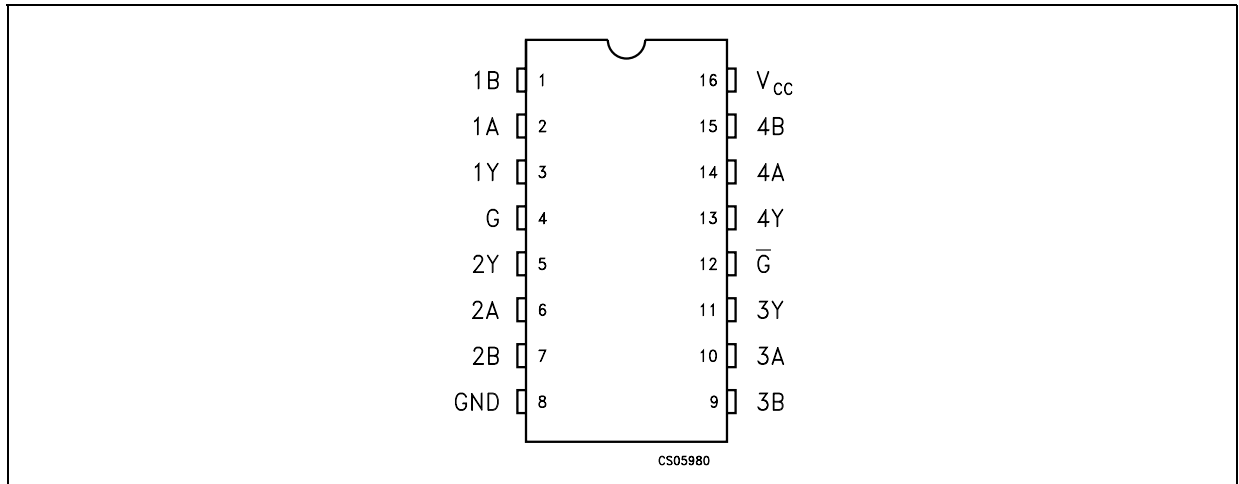 1B 1 16 VCC
1A 2 15 4B
1Y 3 14 4A
G 4 13 4Y
2Y 5 12 G̅
2A 6 11 3Y
2B 7 10 3A
GND 8 9 3B
CS05980